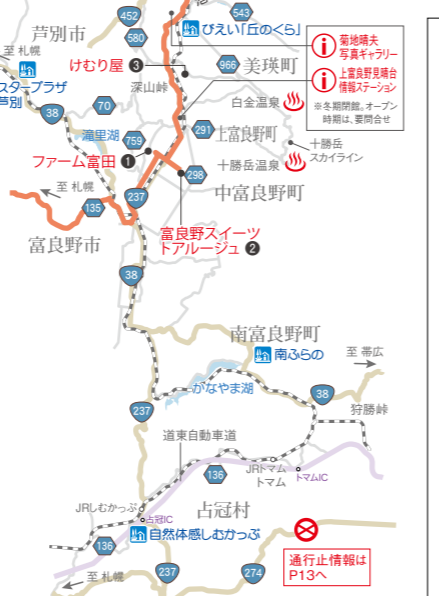 452
543
芦別市
580
びえい「丘のくら」
至 札幌
けむり屋 ❸
966
美瑛町
菊地晴夫
写真ギャラリー
上富良野見晴台
情報ステーション
※冬期閉館。オープン
時期は、要問合せ
スタープラザ
芦別
深山峠
70
38
白金温泉
滝里湖
759
291
上富良野町
十勝岳
スカイライン
ファーム富田 ❶
十勝岳温泉
298
至 札幌
237
中富良野町
135
富良野市
富良野スイーツ
トアルージュ ❷
38
南富良野町
南ふらの
至 帯広
かなやま湖
38
237
狩勝峠
道東自動車道
136
JRトマム
トマム
トマムIC
JRしむかっぷ
占冠村
占冠IC
自然体感しむかっぷ
136
通行止情報は
P13へ
至 札幌
237
274